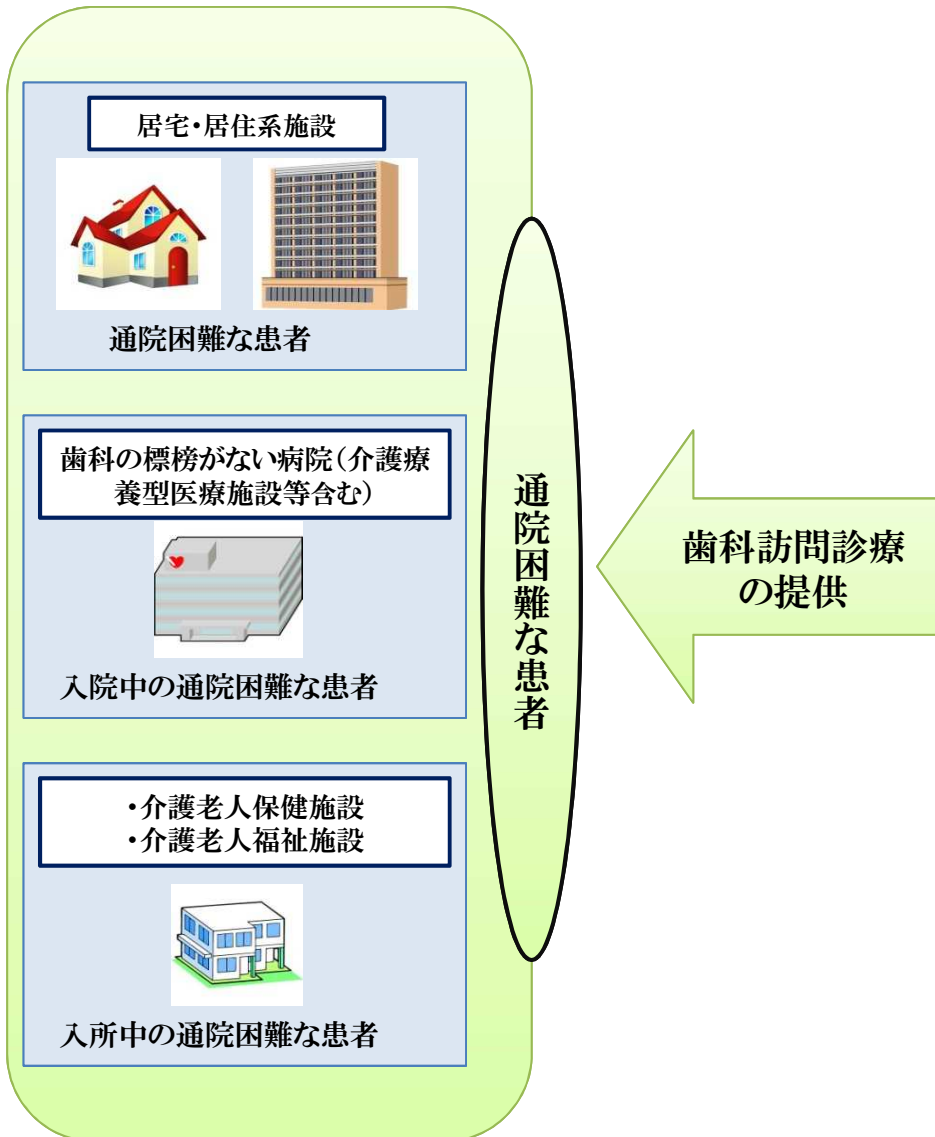 居宅・居住系施設
通院困難な患者
歯科の標榜がない病院（介護療
養型医療施設等含む）
入院中の通院困難な患者
・介護老人保健施設
・介護老人福祉施設
入所中の通院困難な患者
通院困難な患者
歯科訪問診療
の提供